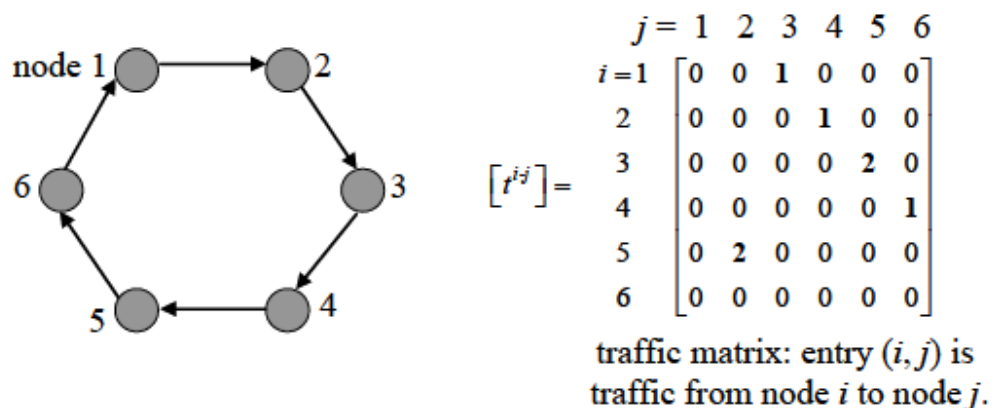 node 1
2
3
4
5
6
j = 1 2 3 4 5 6
i = 1 0 0 1 0 0 0
2 0 0 0 1 0 0
3 0 0 0 0 2 0
[t^{i-j}] =
4 0 0 0 0 0 1
5 0 2 0 0 0 0
6 0 0 0 0 0 0
traffic matrix: entry (i, j) is
traffic from node i to node j.